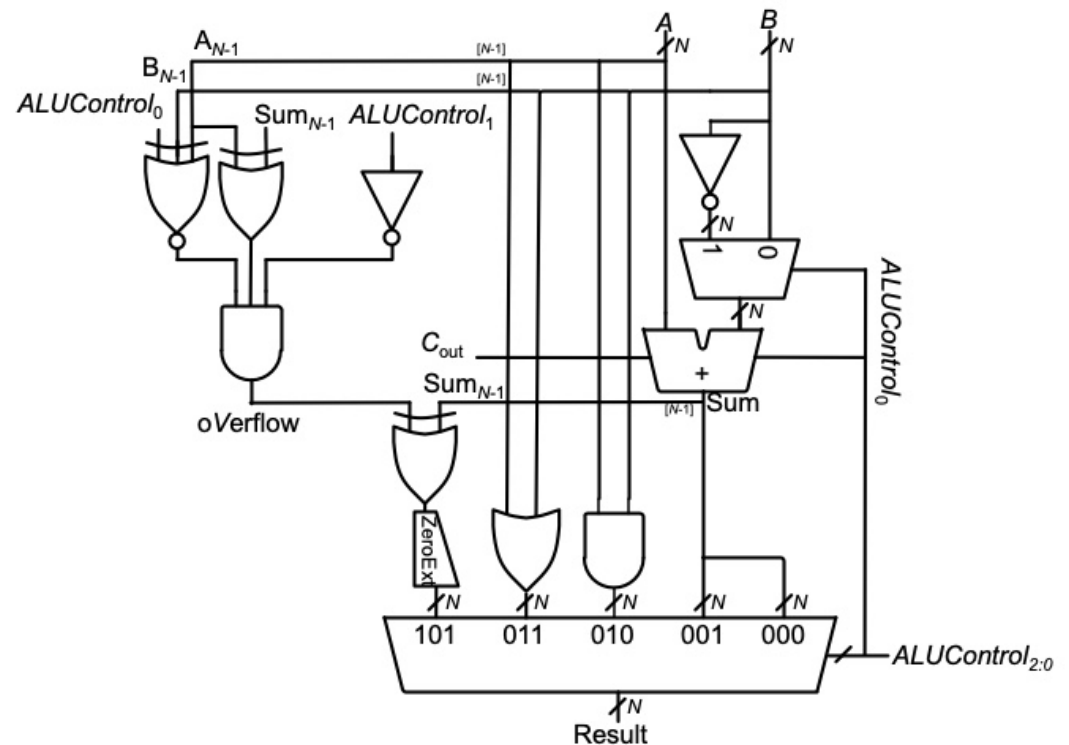 A
B
N
N
A_{N-1}
[N-1]
B_{N-1}
[N-1]
ALUControl_0
Sum_{N-1}
ALUControl_1
N
1
0
ALUControl_0
N
C_out
+
Sum_{N-1}
[N-1]
Sum
oVerflow
ZeroExt
N
N
N
N
N
101
011
010
001
000
ALUControl_{2:0}
N
Result